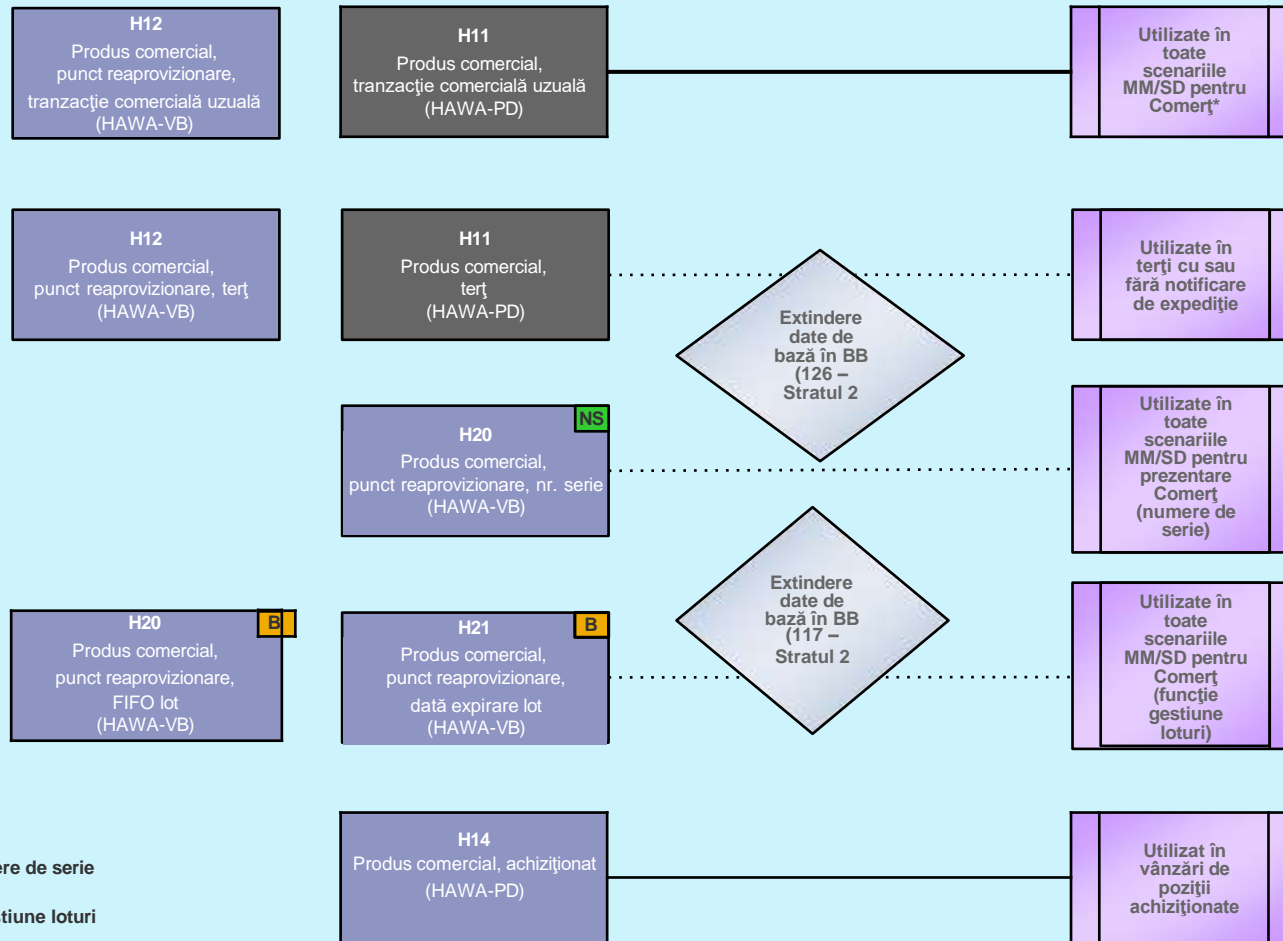 H12
Produs comercial,
punct reaprovizionare,
tranzacţie comercială uzuală
(HAWA-VB)
H11
Produs comercial,
tranzacţie comercială uzuală
(HAWA-PD)
Utilizate în
toate
scenariile
MM/SD pentru
Comerţ*
H12
Produs comercial,
punct reaprovizionare, terţ
(HAWA-VB)
H11
Produs comercial,
terţ
(HAWA-PD)
Extindere
date de
bază în BB
(126 –
Stratul 2
Utilizate în
terţi cu sau
fără notificare
de expediţie
NS
H20
Produs comercial,
punct reaprovizionare, nr. serie
(HAWA-VB)
Utilizate în
toate
scenariile
MM/SD pentru
prezentare
Comerţ
(numere de
serie)
H20
B
Produs comercial,
punct reaprovizionare,
FIFO lot
(HAWA-VB)
H21
B
Produs comercial,
punct reaprovizionare,
dată expirare lot
(HAWA-VB)
Extindere
date de
bază în BB
(117 –
Stratul 2
Utilizate în
toate
scenariile
MM/SD pentru
Comerţ
(funcţie
gestiune
loturi)
H14
Produs comercial, achiziţionat
(HAWA-PD)
Utilizat în
vânzări de
poziţii
achiziţionate
ere de serie
tiune loturi